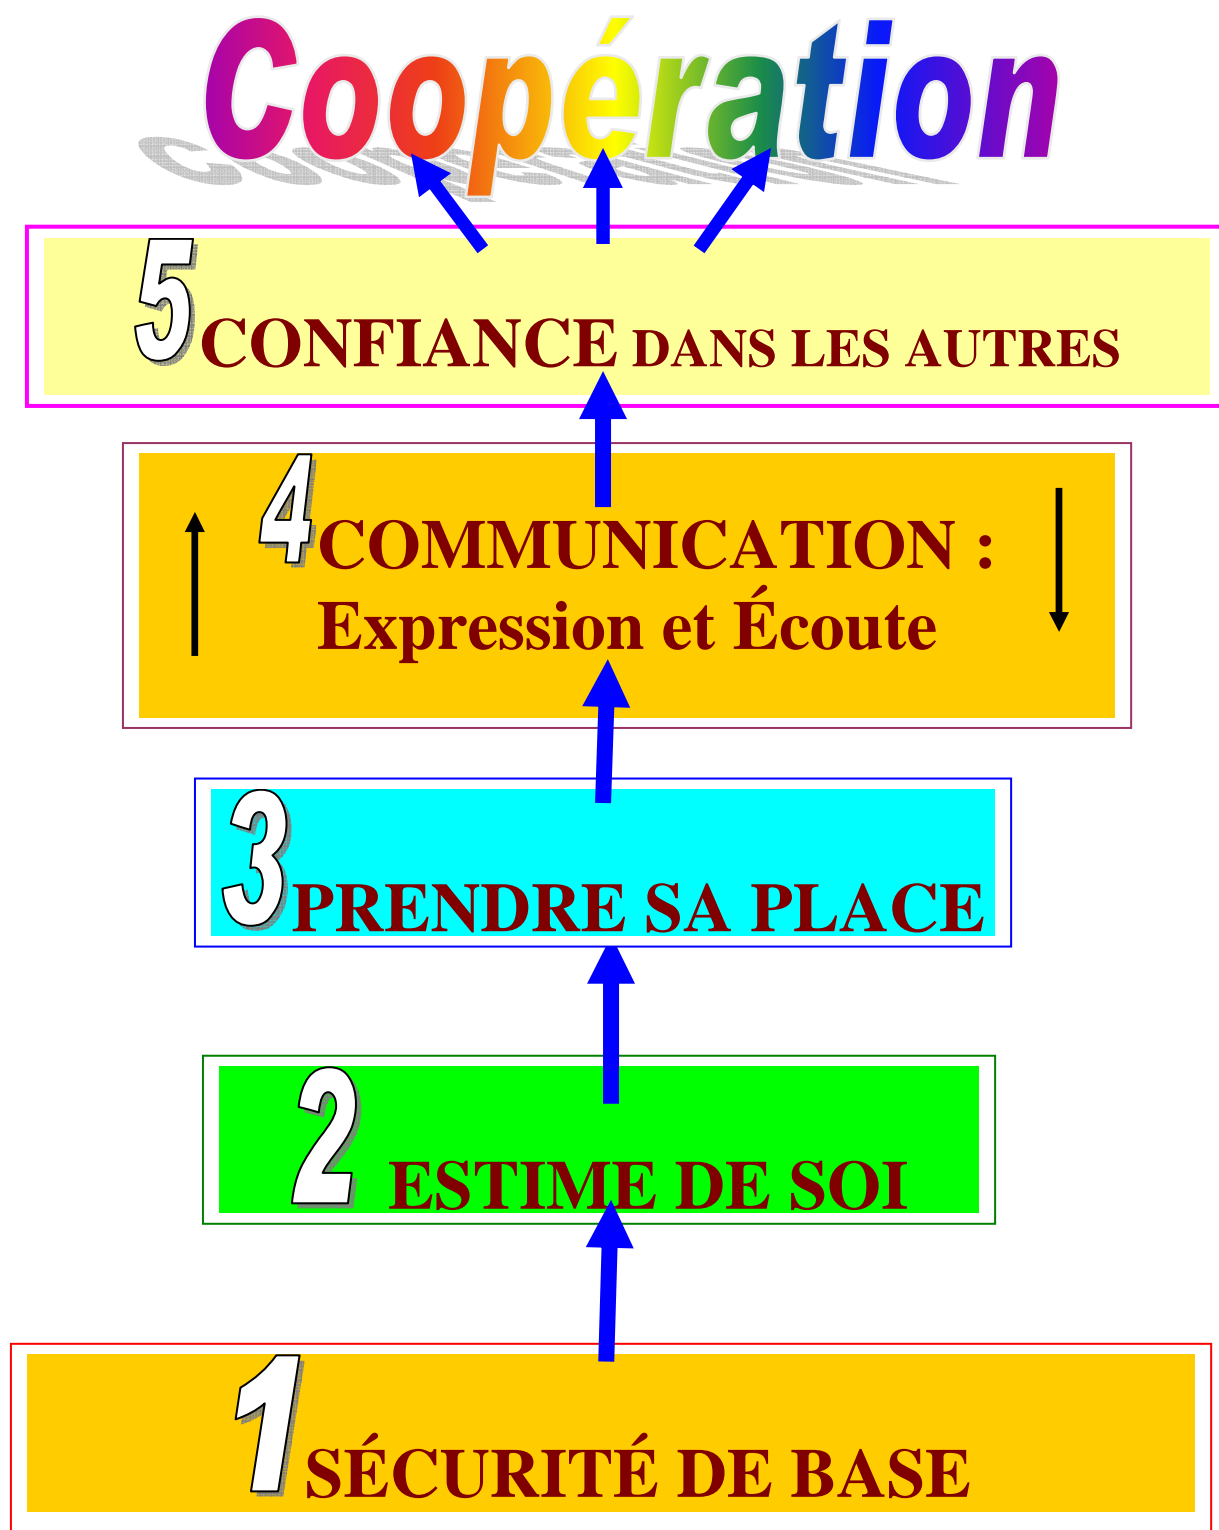 Coopération
5 CONFIANCE DANS LES AUTRES
4 COMMUNICATION :
Expression et Écoute
3 PRENDRE SA PLACE
2 ESTIME DE SOI
1 SÉCURITÉ DE BASE